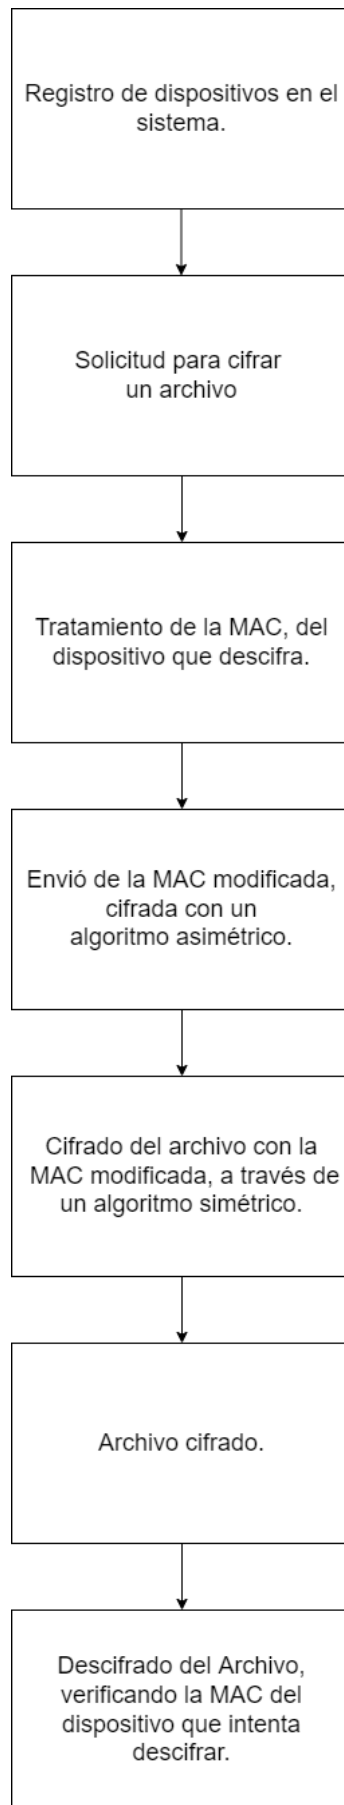 Registro de dispositivos en el
sistema.
Solicitud para cifrar
un archivo
Tratamiento de la MAC, del
dispositivo que descifra.
Envió de la MAC modificada,
cifrada con un
algoritmo asimétrico.
Cifrado del archivo con la
MAC modificada, a través de
un algoritmo simétrico.
Archivo cifrado.
Descifrado del Archivo,
verificando la MAC del
dispositivo que intenta
descifrar.